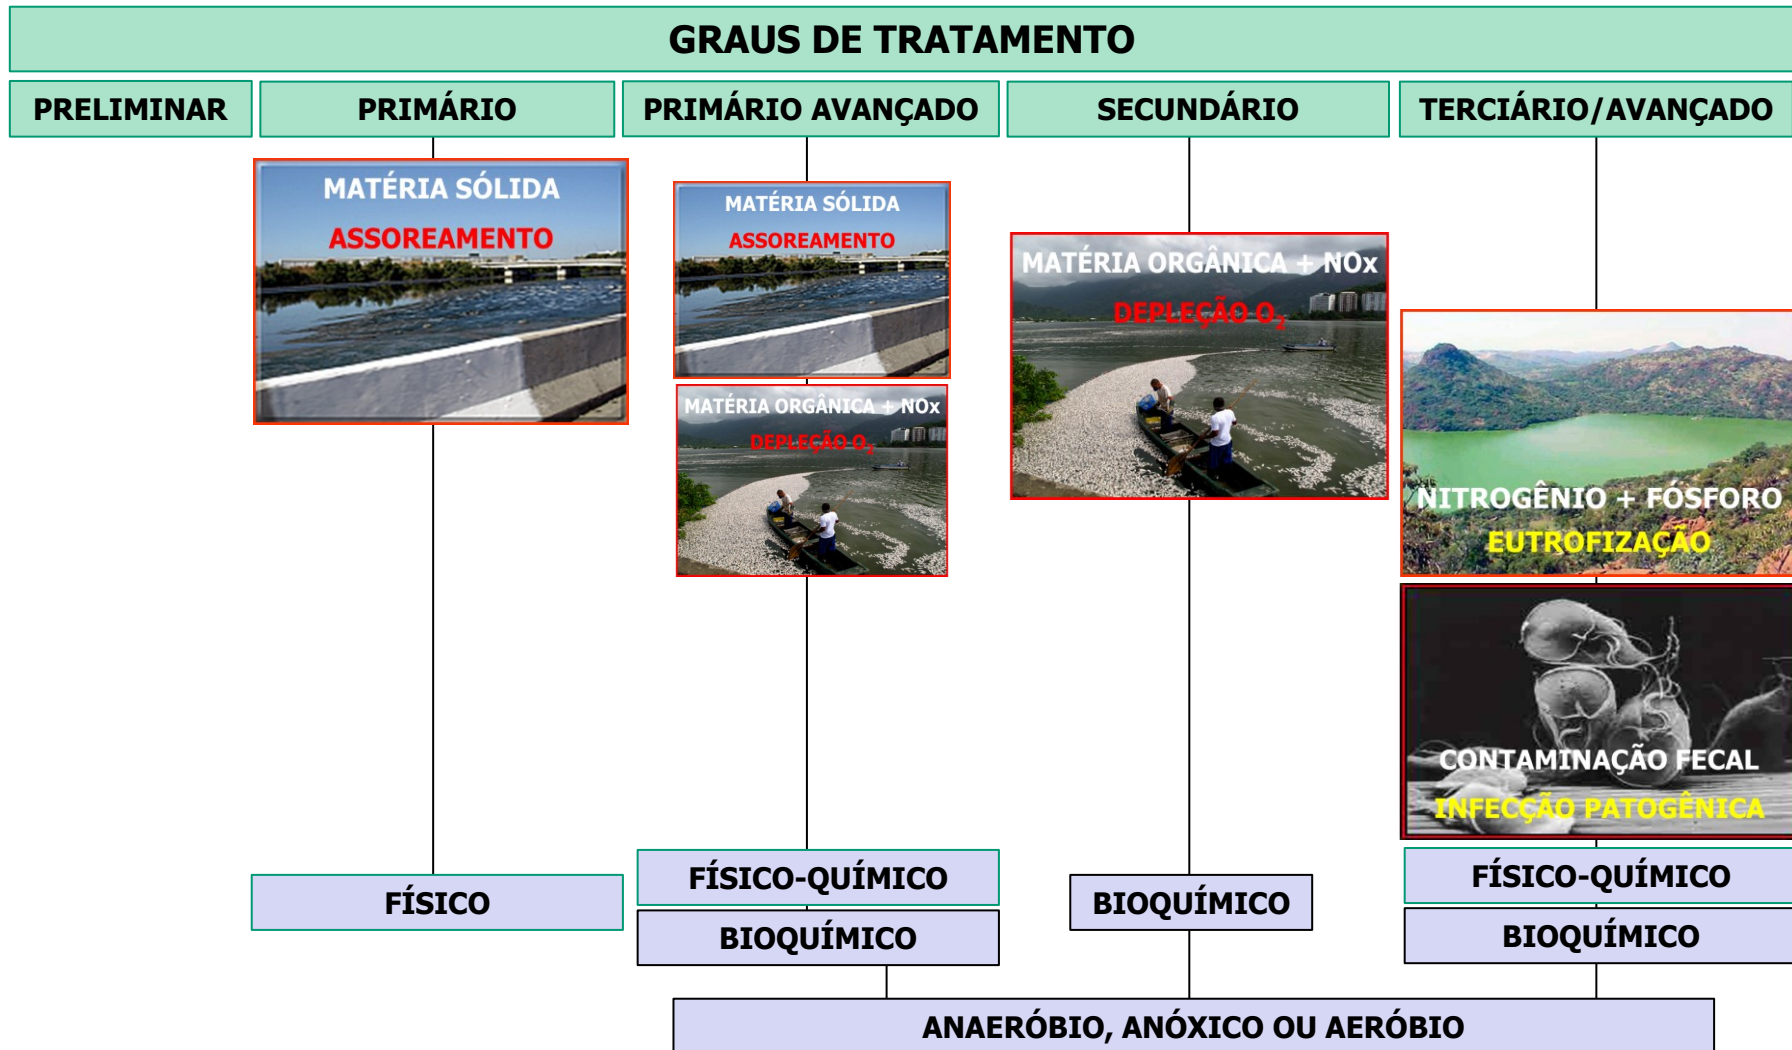 GRAUS DE TRATAMENTO
PRELIMINAR
PRIMÁRIO
PRIMÁRIO AVANÇADO
SECUNDÁRIO
TERCIÁRIO/AVANÇADO
MATÉRIA SÓLIDA
ASSOREAMENTO
MATÉRIA SÓLIDA
ASSOREAMENTO
MATÉRIA ORGÂNICA + NOx
DEPLEÇÃO O₂
MATÉRIA ORGÂNICA + NOx
DEPLEÇÃO O₂
NITROGÊNIO + FÓSFORO
EUTROFIZAÇÃO
CONTAMINAÇÃO FECAL
INFECÇÃO PATOGÊNICA
FÍSICO
FÍSICO-QUÍMICO
BIOQUÍMICO
BIOQUÍMICO
FÍSICO-QUÍMICO
BIOQUÍMICO
ANAERÓBIO, ANÓXICO OU AERÓBIO